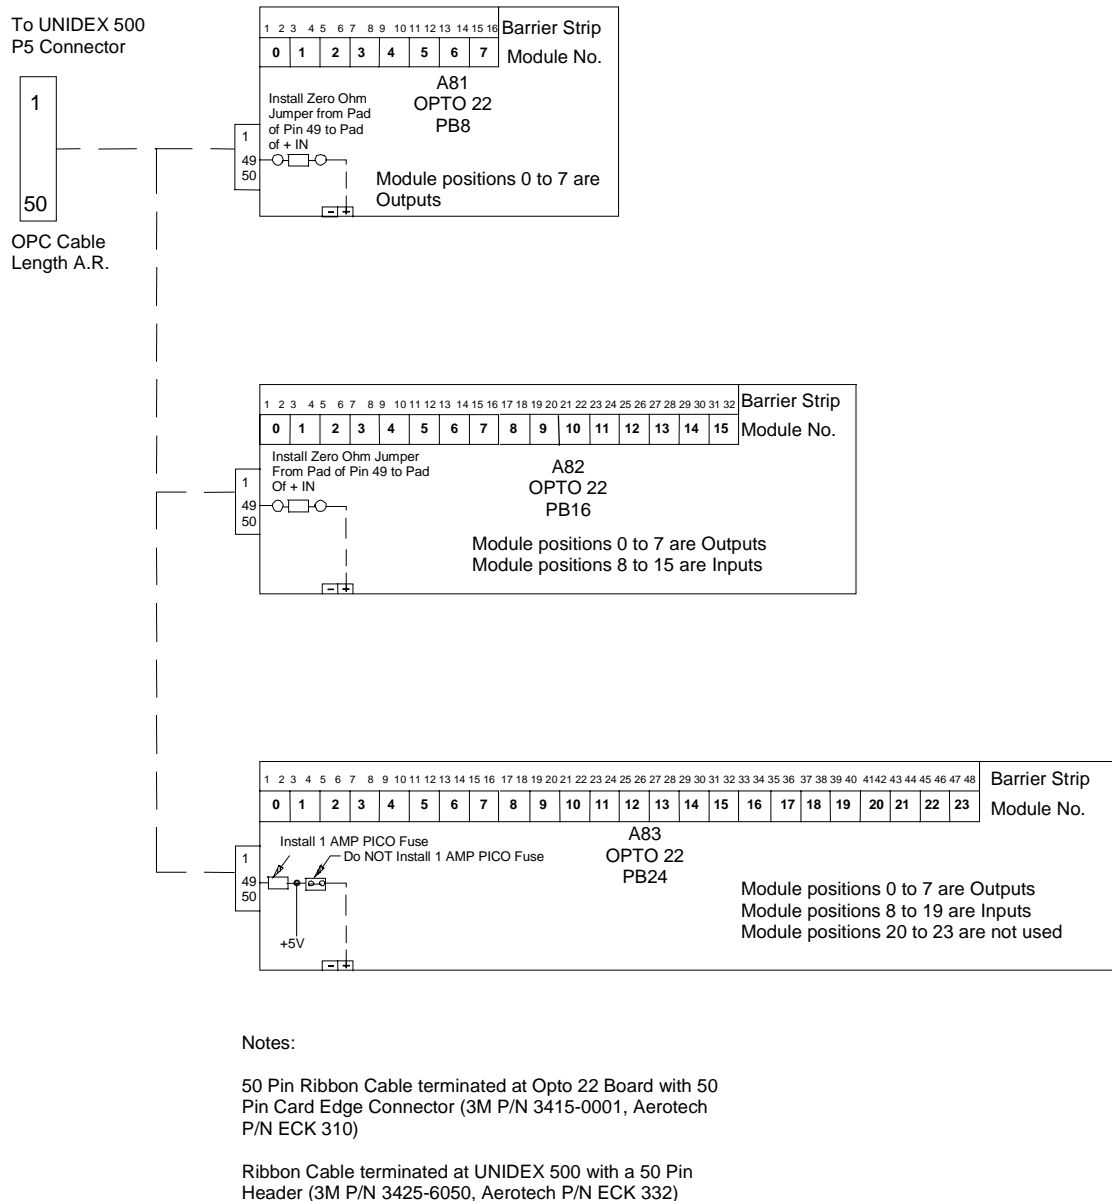 To UNIDEX 500
P5 Connector
1
50
OPC Cable
Length A.R.
1 2 3 4 5 6 7 8 9 10 11 12 13 14 15 16 Barrier Strip
0 1 2 3 4 5 6 7 Module No.
A81
OPTO 22
PB8
Install Zero Ohm
Jumper from Pad
of Pin 49 to Pad
of + IN
1
49
50
Module positions 0 to 7 are
Outputs
- +
1 2 3 4 5 6 7 8 9 10 11 12 13 14 15 16 17 18 19 20 21 22 23 24 25 26 27 28 29 30 31 32 Barrier Strip
0 1 2 3 4 5 6 7 8 9 10 11 12 13 14 15 Module No.
Install Zero Ohm Jumper
From Pad of Pin 49 to Pad
Of + IN
A82
OPTO 22
PB16
1
49
50
Module positions 0 to 7 are Outputs
Module positions 8 to 15 are Inputs
- +
1 2 3 4 5 6 7 8 9 10 11 12 13 14 15 16 17 18 19 20 21 22 23 24 25 26 27 28 29 30 31 32 33 34 35 36 37 38 39 40 41 42 43 44 45 46 47 48 Barrier Strip
0 1 2 3 4 5 6 7 8 9 10 11 12 13 14 15 16 17 18 19 20 21 22 23 Module No.
A83
OPTO 22
PB24
Install 1 AMP PICO Fuse
Do NOT Install 1 AMP PICO Fuse
1
49
50
+5V
Module positions 0 to 7 are Outputs
Module positions 8 to 19 are Inputs
Module positions 20 to 23 are not used
- +
Notes:
50 Pin Ribbon Cable terminated at Opto 22 Board with 50
Pin Card Edge Connector (3M P/N 3415-0001, Aerotech
P/N ECK 310)
Ribbon Cable terminated at UNIDEX 500 with a 50 Pin
Header (3M P/N 3425-6050, Aerotech P/N ECK 332)